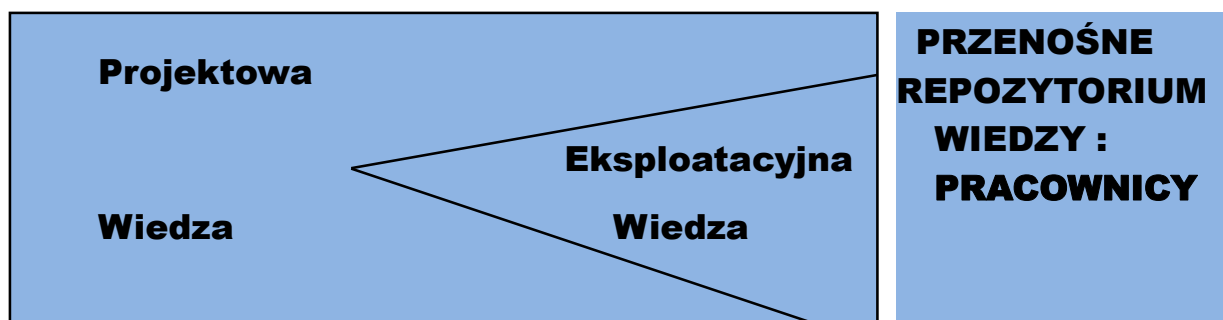 Projektowa
Wiedza
Eksploatacyjna
Wiedza
PRZENOŚNE
REPOZYTORIUM
WIEDZY :
PRACOWNICY